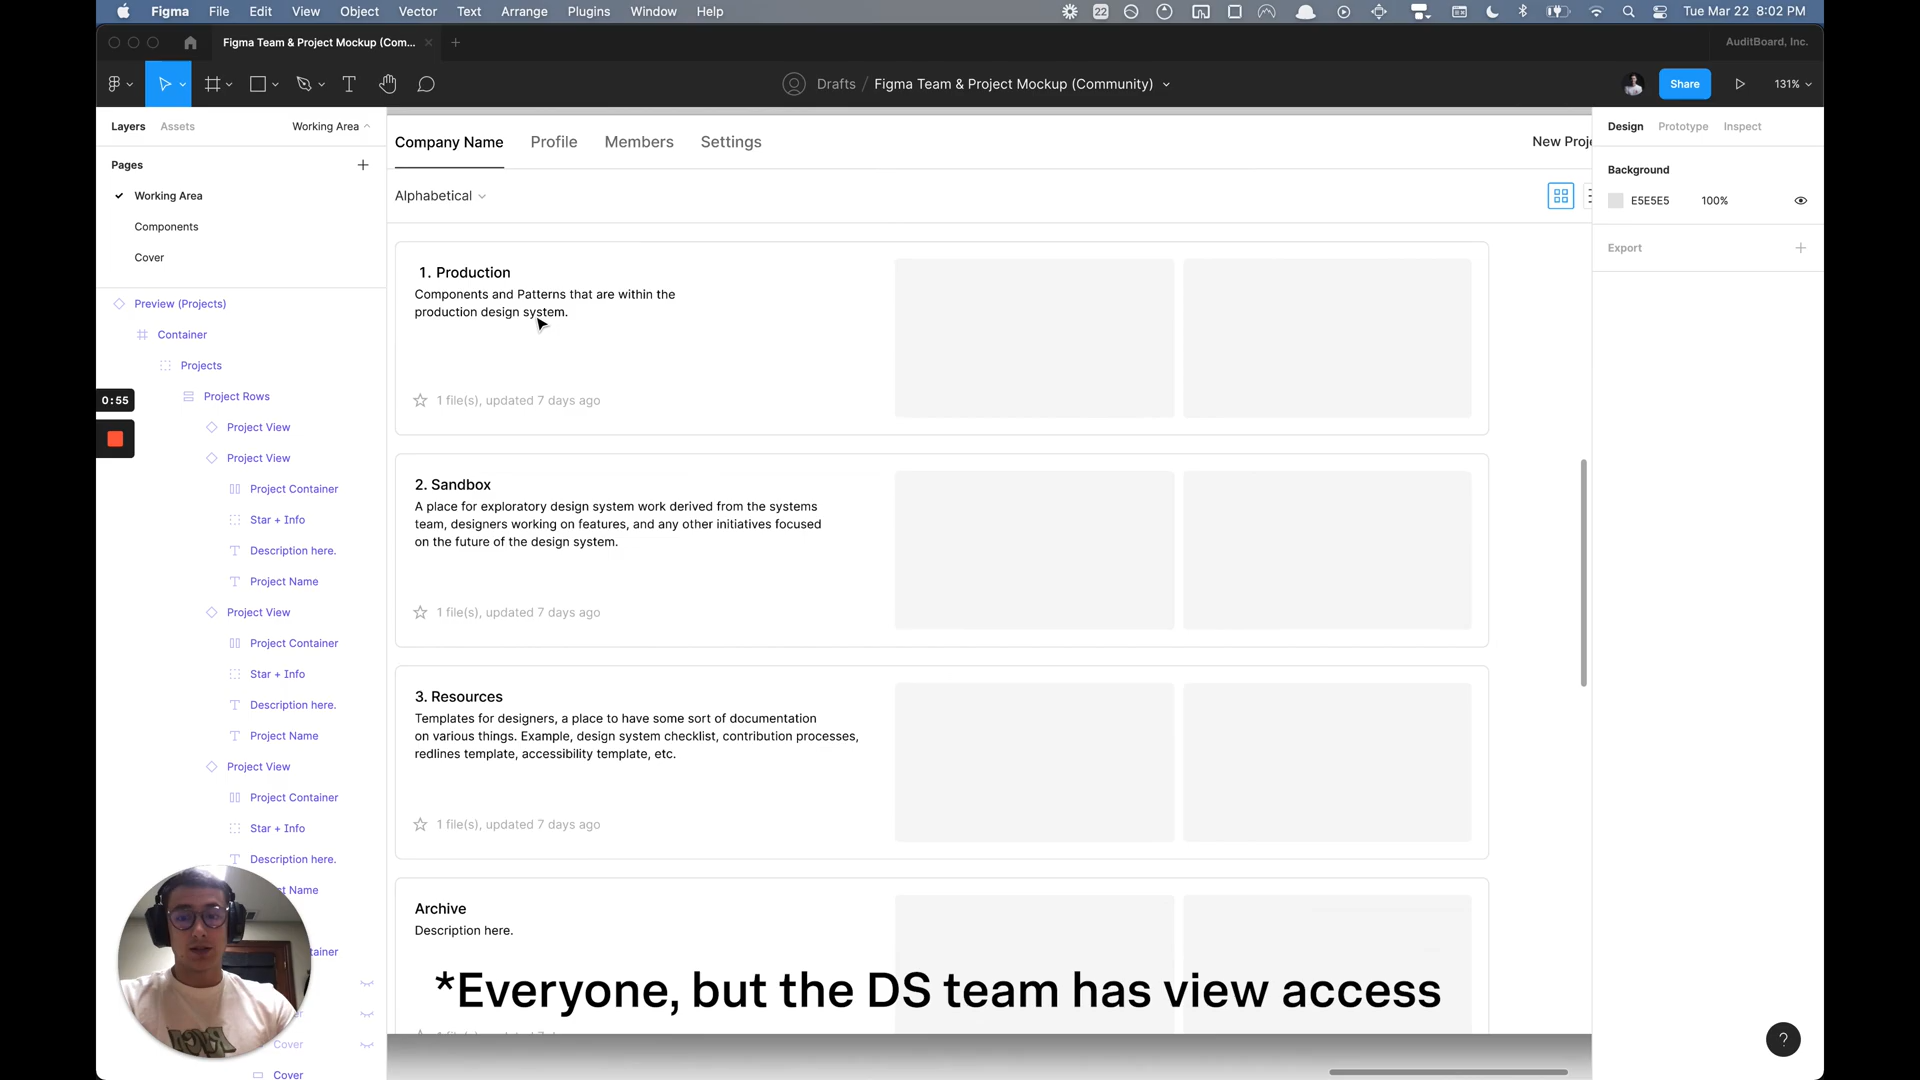 Figma File Edit View Object Vector Text Arrange Plugins Window Help 22 Tue Mar 22 8:02 PM
Figma Team & Project Mockup (Com... AuditBoard, Inc.
Drafts / Figma Team & Project Mockup (Community) Share 131%
Layers Assets Working Area
Pages
Working Area
Components
Cover
Preview (Projects)
Container
Projects
Project Rows
Project View
Project View
Project Container
Star + Info
Description here.
Project Name
Project View
Project Container
Star + Info
Description here.
Project Name
Project View
Project Container
Star + Info
Description here.
Name
tainer
Cover
Cover
0:55
Company Name Profile Members Settings New Proje
Alphabetical
1. Production
Components and Patterns that are within the
production design system.
1 file(s), updated 7 days ago
2. Sandbox
A place for exploratory design system work derived from the systems
team, designers working on features, and any other initiatives focused
on the future of the design system.
1 file(s), updated 7 days ago
3. Resources
Templates for designers, a place to have some sort of documentation
on various things. Example, design system checklist, contribution processes,
redlines template, accessibility template, etc.
1 file(s), updated 7 days ago
Archive
Description here.
*Everyone, but the DS team has view access
Design Prototype Inspect
Background
E5E5E5 100%
Export
?